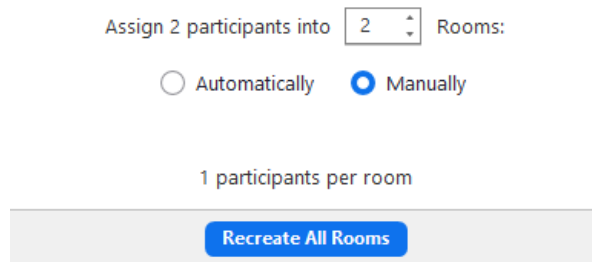 Assign 2 participants into 2 Rooms:
Automatically Manually
1 participants per room
Recreate All Rooms